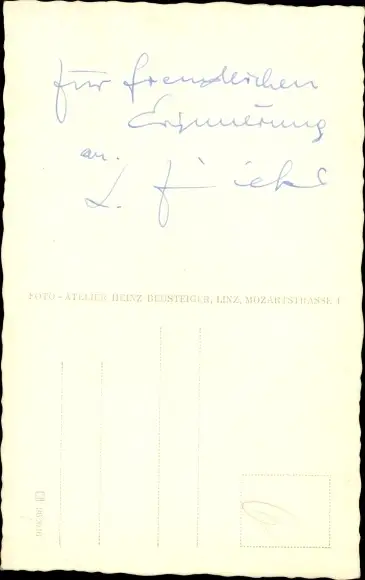 für freundlichen
Erinnerung
an
L.
FOTO-ATELIER HEINZ BERSTEIGER, LINZ, MOZARTSTRASSE 1